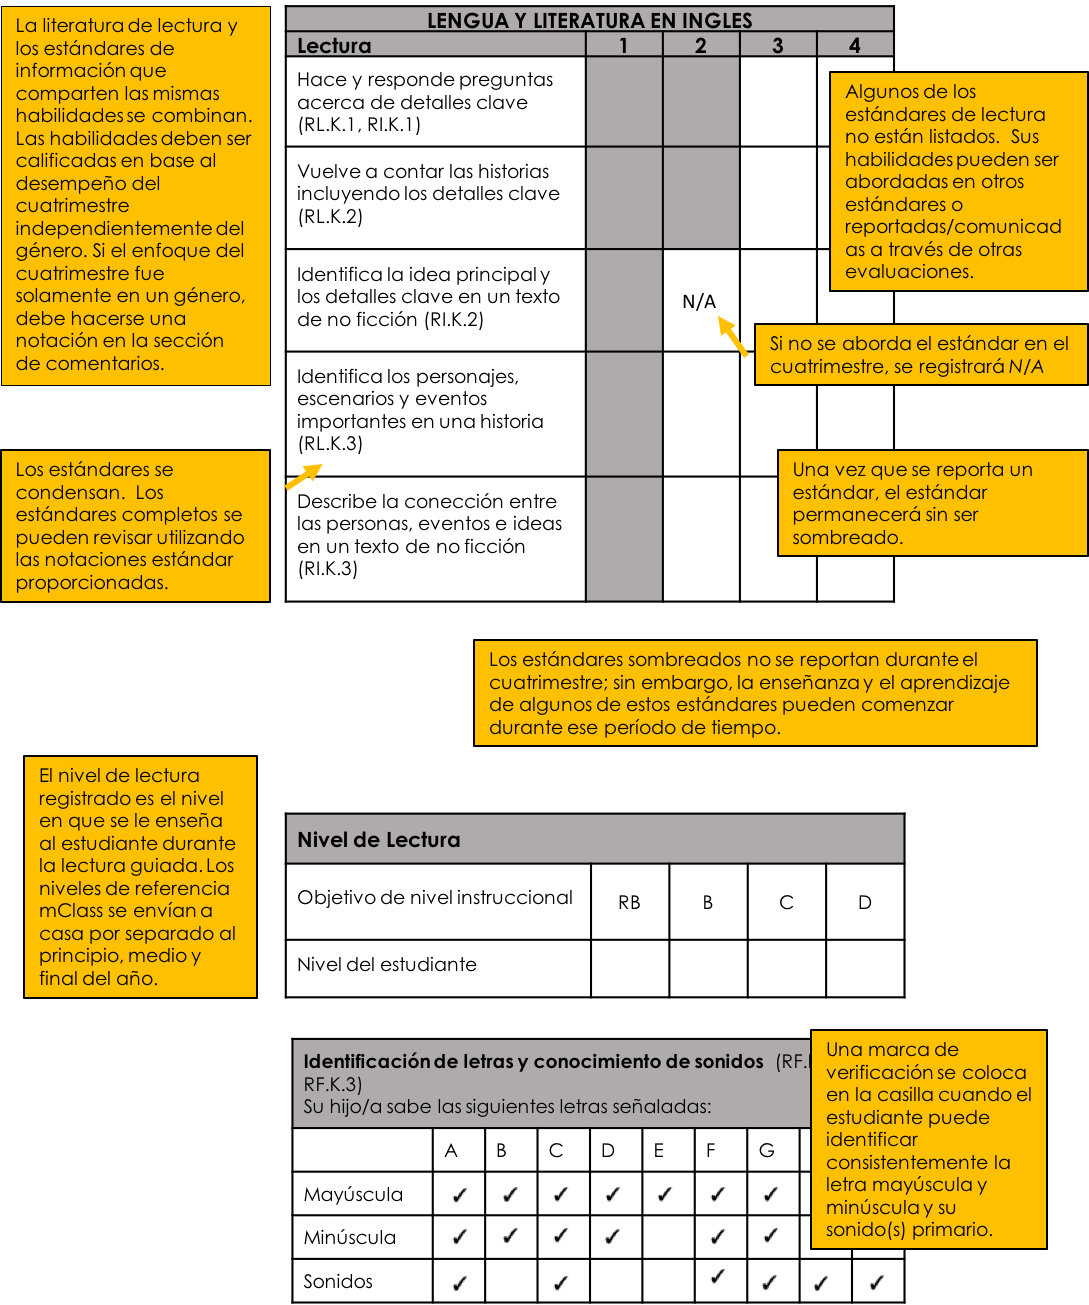 La literatura de lectura y
los estándares de
información que
comparten las mismas
habilidades se combinan.
Las habilidades deben ser
calificadas en base al
desempeño del
cuatrimestre
independientemente del
género. Si el enfoque del
cuatrimestre fue
solamente en un género,
debe hacerse una
notación en la sección
de comentarios.
LENGUA Y LITERATURA EN INGLES
Lectura 1 2 3 4
Hace y responde preguntas
acerca de detalles clave
(RL.K.1, RI.K.1)
Vuelve a contar las historias
incluyendo los detalles clave
(RL.K.2)
Identifica la idea principal y
los detalles clave en un texto
de no ficción (RI.K.2)
N/A
Identifica los personajes,
escenarios y eventos
importantes en una historia
(RL.K.3)
Describe la conección entre
las personas, eventos e ideas
en un texto de no ficción
(RI.K.3)
Algunos de los
estándares de lectura
no están listados. Sus
habilidades pueden ser
abordadas en otros
estándares o
reportadas/comunicad
as a través de otras
evaluaciones.
Si no se aborda el estándar en el
cuatrimestre, se registrará N/A
Los estándares se
condensan. Los
estándares completos se
pueden revisar utilizando
las notaciones estándar
proporcionadas.
Una vez que se reporta un
estándar, el estándar
permanecerá sin ser
sombreado.
Los estándares sombreados no se reportan durante el
cuatrimestre; sin embargo, la enseñanza y el aprendizaje
de algunos de estos estándares pueden comenzar
durante ese período de tiempo.
El nivel de lectura
registrado es el nivel
en que se le enseña
al estudiante durante
la lectura guiada. Los
niveles de referencia
mClass se envían a
casa por separado al
principio, medio y
final del año.
Nivel de Lectura
Objetivo de nivel instruccional RB B C D
Nivel del estudiante
Identificación de letras y conocimiento de sonidos
RF.K.3)
Su hijo/a sabe las siguientes letras señaladas:
A B C D E F G
Mayúscula ✓ ✓ ✓ ✓ ✓ ✓ ✓
Minúscula ✓ ✓ ✓ ✓ ✓ ✓
Sonidos ✓ ✓ ✓ ✓ ✓ ✓
Una marca de
verificación se coloca
en la casilla cuando el
estudiante puede
identificar
consistentemente la
letra mayúscula y
minúscula y su
sonido(s) primario.